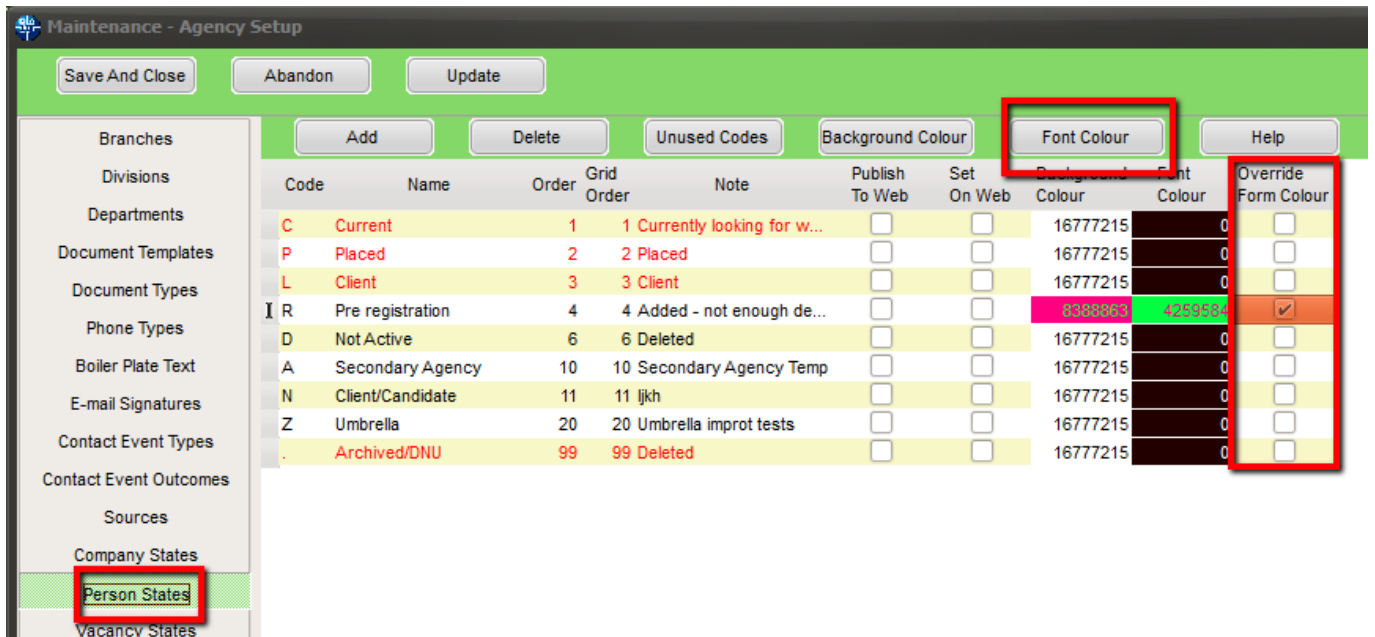 Maintenance - Agency Setup
Save And Close Abandon Update
Add Delete Unused Codes Background Colour Font Colour Help
Branches
Divisions
Departments
Document Templates
Document Types
Phone Types
Boiler Plate Text
E-mail Signatures
Contact Event Types
Contact Event Outcomes
Sources
Company States
Person States
Vacancy States
Code Name Order Grid Order Note Publish To Web Set On Web Background Colour Font Colour Override Form Colour
C Current 1 1 Currently looking for w... 16777215 0
P Placed 2 2 Placed 16777215 0
L Client 3 3 Client 16777215 0
R Pre registration 4 4 Added - not enough de... 8388863 4259584
D Not Active 6 6 Deleted 16777215 0
A Secondary Agency 10 10 Secondary Agency Temp 16777215 0
N Client/Candidate 11 11 ljkh 16777215 0
Z Umbrella 20 20 Umbrella improt tests 16777215 0
. Archived/DNU 99 99 Deleted 16777215 0